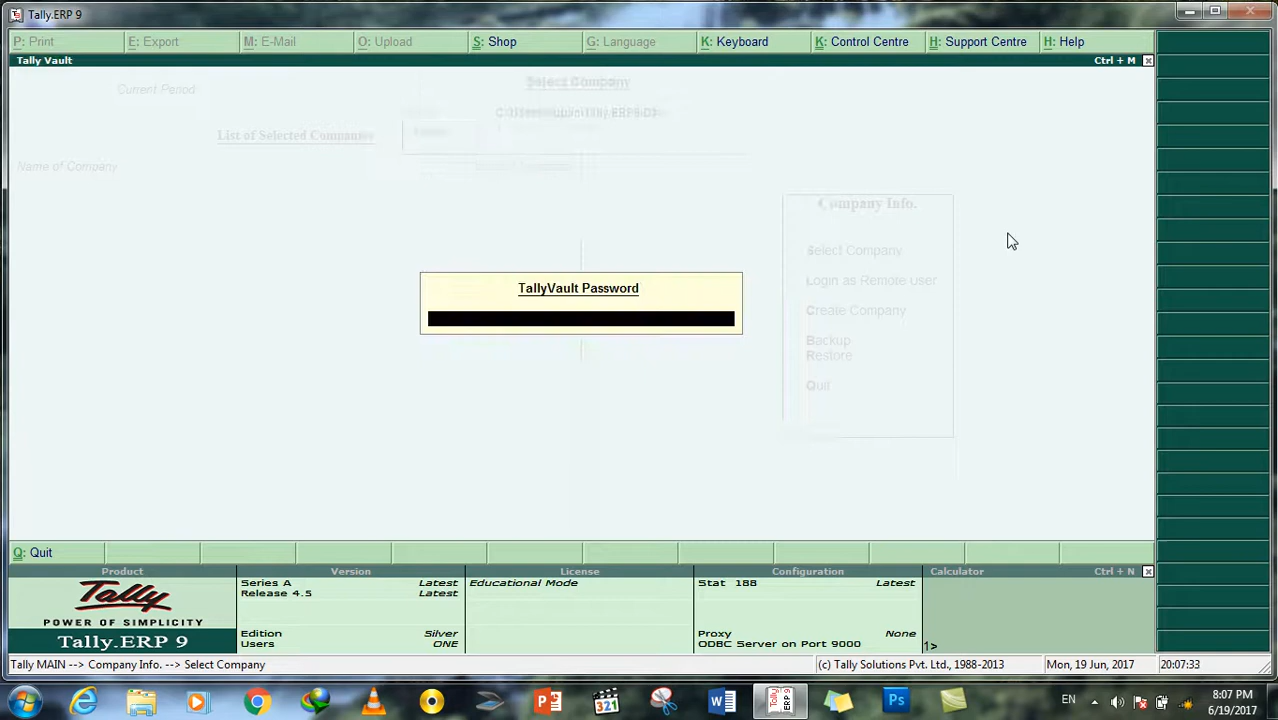 Tally.ERP 9
P: Print E: Export M: E-Mail O: Upload S: Shop G: Language K: Keyboard K: Control Centre H: Support Centre H: Help
Tally Vault Ctrl + M
Current Period
Select Company
List of Selected Companies
Name of Company
Company Info.
Select Company
Login as Remote User
Create Company
Backup
Restore
Quit
TallyVault Password
Q: Quit
Product Version License Configuration Calculator Ctrl + N
Tally
POWER OF SIMPLICITY
Tally.ERP 9
Series A Latest
Release 4.5 Latest
Edition Silver
Users ONE
Educational Mode
Stat 188 Latest
Proxy None
ODBC Server on Port 9000
1>
Tally MAIN --> Company Info. --> Select Company (c) Tally Solutions Pvt. Ltd., 1988-2013 Mon, 19 Jun, 2017 20:07:33
321
W
Ps
EN
8:07 PM
6/19/2017